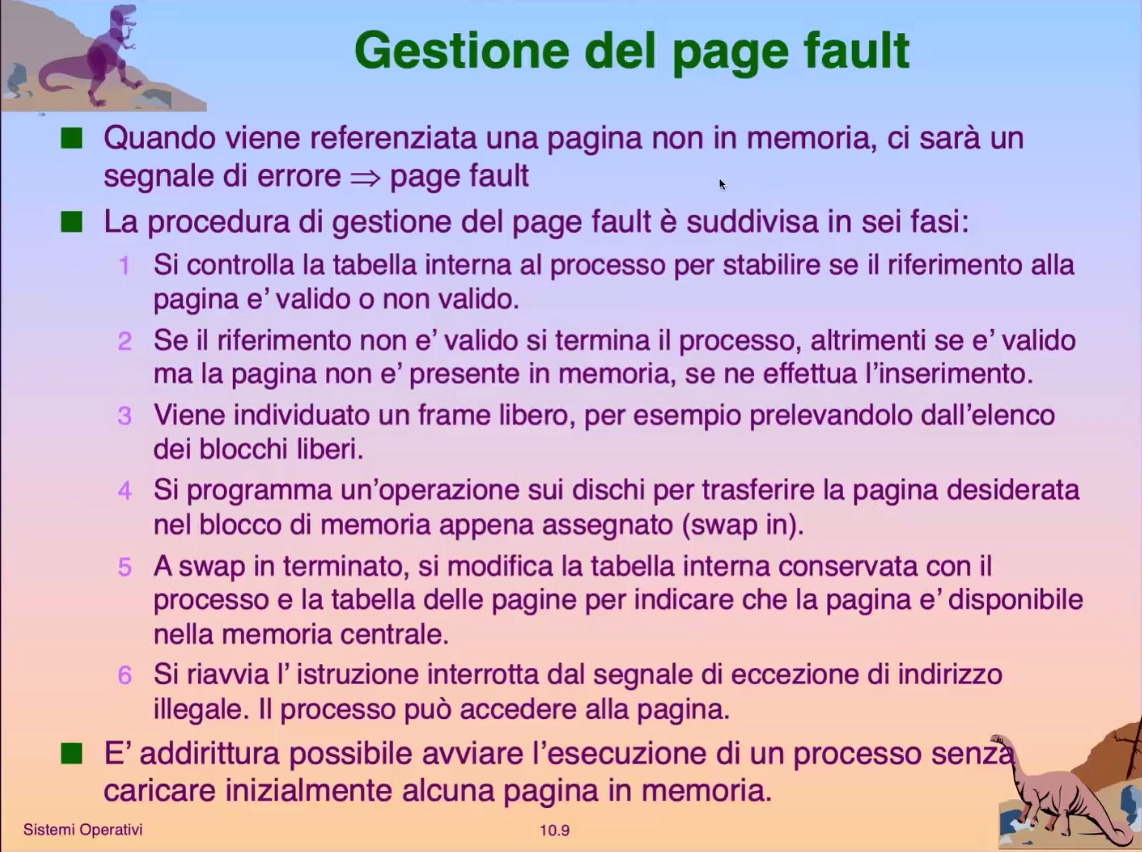 Gestione del page fault
Quando viene referenziata una pagina non in memoria, ci sarà un
segnale di errore ⇒ page fault
La procedura di gestione del page fault è suddivisa in sei fasi:
1 Si controlla la tabella interna al processo per stabilire se il riferimento alla
pagina e’ valido o non valido.
2 Se il riferimento non e’ valido si termina il processo, altrimenti se e’ valido
ma la pagina non e’ presente in memoria, se ne effettua l’inserimento.
3 Viene individuato un frame libero, per esempio prelevandolo dall’elenco
dei blocchi liberi.
4 Si programma un’operazione sui dischi per trasferire la pagina desiderata
nel blocco di memoria appena assegnato (swap in).
5 A swap in terminato, si modifica la tabella interna conservata con il
processo e la tabella delle pagine per indicare che la pagina e’ disponibile
nella memoria centrale.
6 Si riavvia l’ istruzione interrotta dal segnale di eccezione di indirizzo
illegale. Il processo può accedere alla pagina.
E’ addirittura possibile avviare l’esecuzione di un processo senza
caricare inizialmente alcuna pagina in memoria.
Sistemi Operativi
10.9